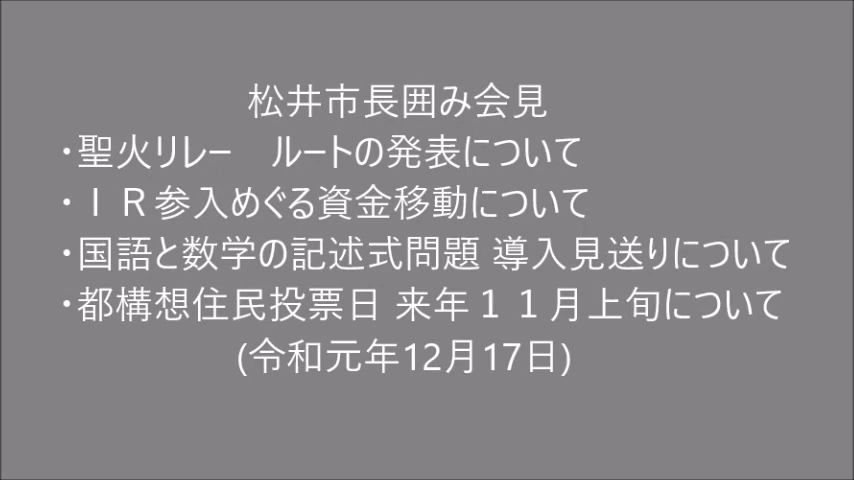 松井市長囲み会見
・聖火リレー　ルートの発表について
・ＩＲ参入めぐる資金移動について
・国語と数学の記述式問題 導入見送りについて
・都構想住民投票日 来年１１月上旬について
(令和元年12月17日)